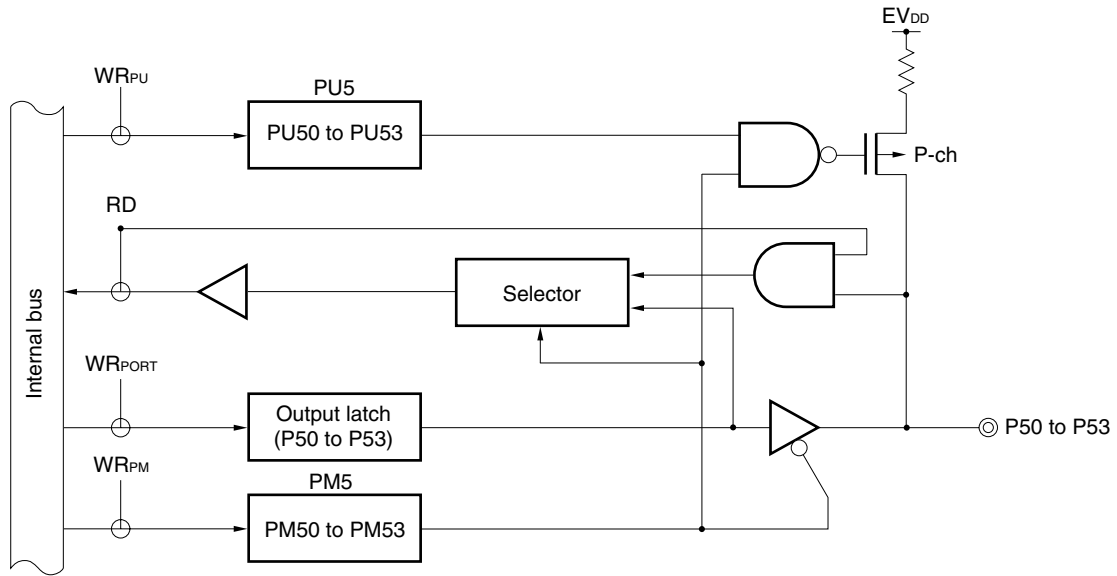 EVDD
WRPU
PU5
PU50 to PU53
P-ch
RD
Selector
Internal bus
WRPORT
Output latch
(P50 to P53)
P50 to P53
WRPM
PM5
PM50 to PM53